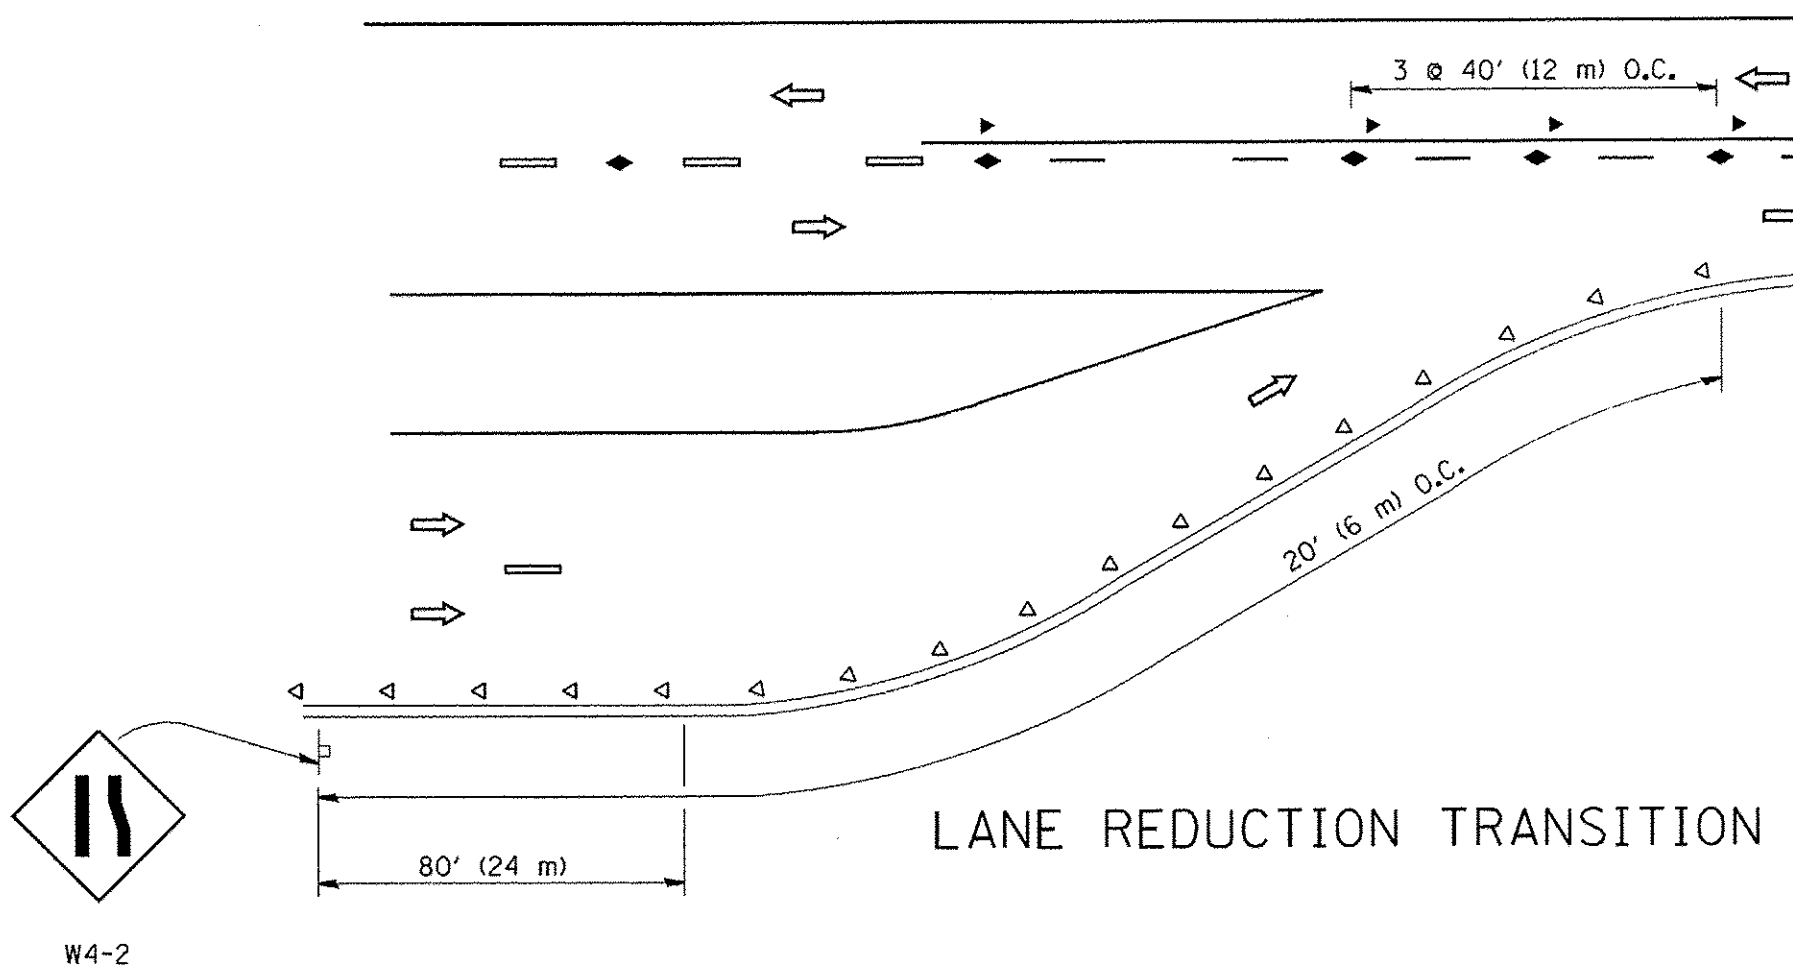 3 @ 40' (12 m) O.C.
20' (6 m) O.C.
LANE REDUCTION TRANSITION
80' (24 m)
W4-2